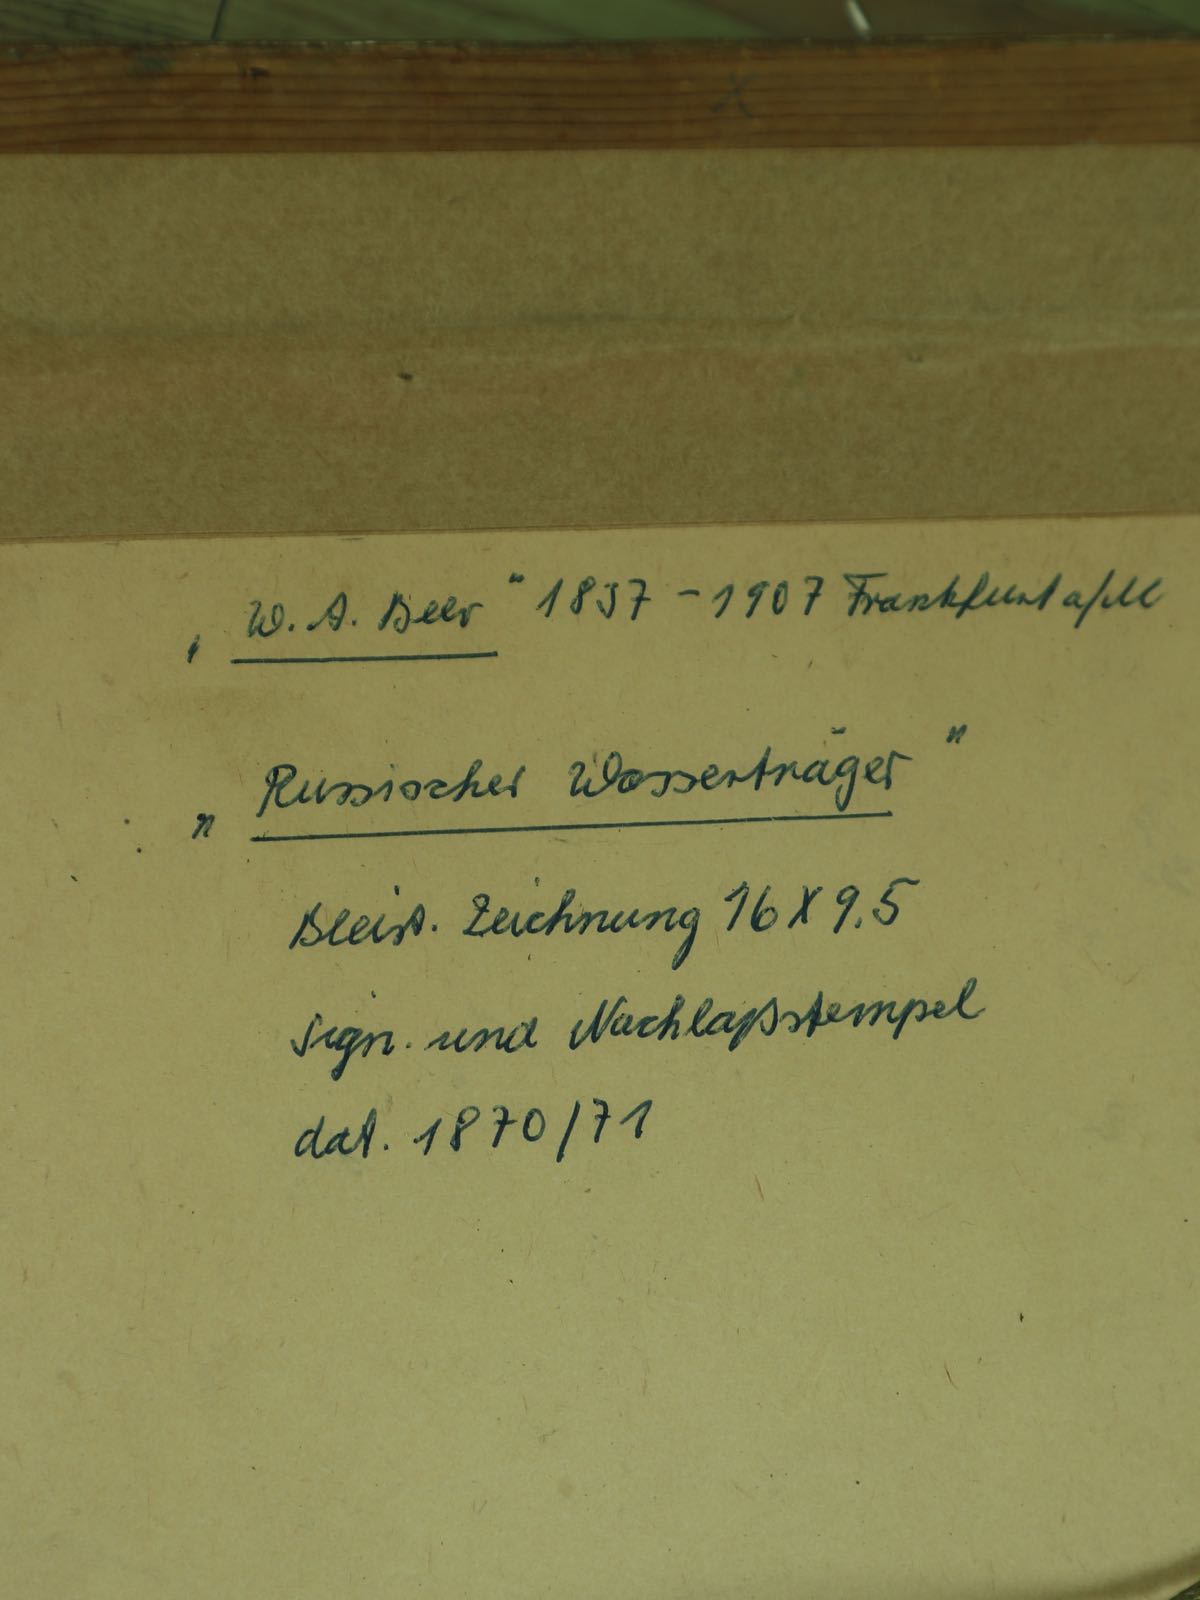 „W. A. Beer" 1837 - 1907 Frankfurt a/M
„Russischer Wasserträger"
Bleist. Zeichnung 16 X 9,5
Sign. und Nachlaßstempel
dat. 1870/71